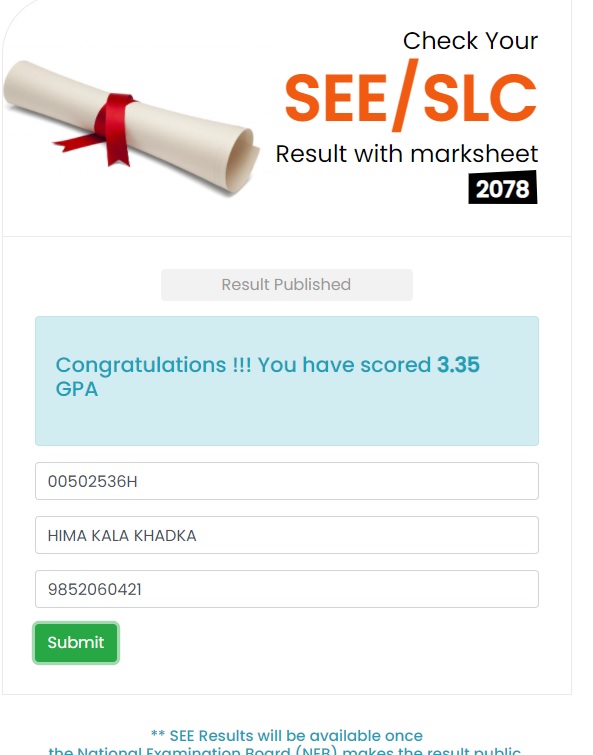 Check Your
SEE/SLC
Result with marksheet
2078
Result Published
Congratulations !!! You have scored 3.35
GPA
00502536H
HIMA KALA KHADKA
9852060421
Submit
** SEE Results will be available once
the National Examination Board (NEB) makes the result public